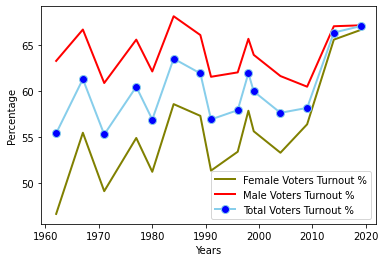 65
60
55
50
Percentage
Female Voters Turnout %
Male Voters Turnout %
Total Voters Turnout %
1960 1970 1980 1990 2000 2010 2020
Years